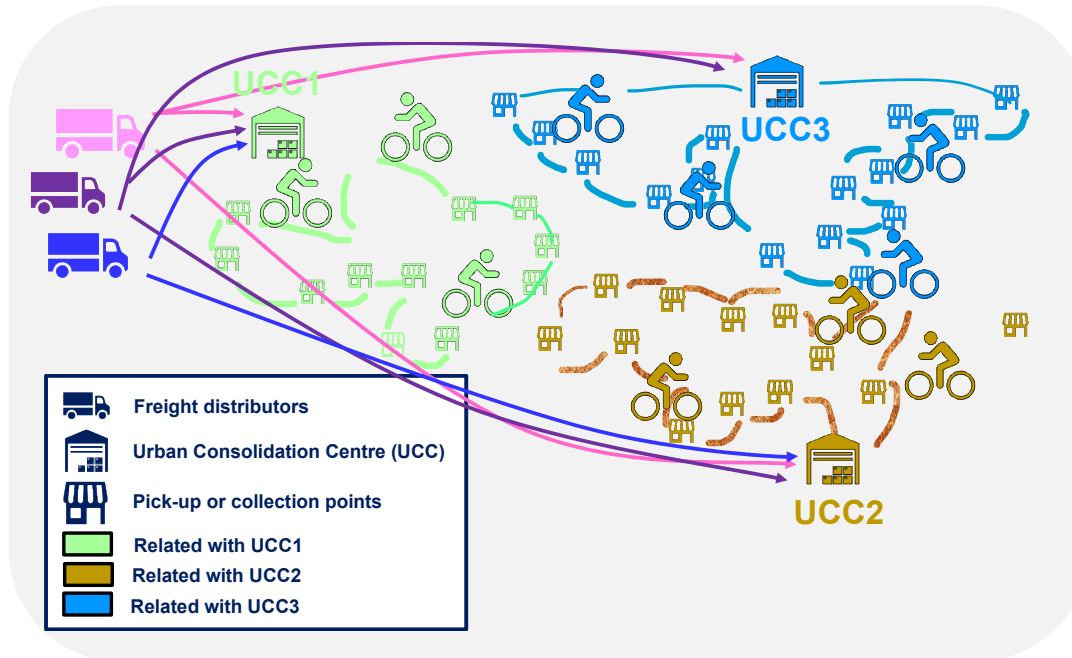 UCC1
UCC3
UCC2
Freight distributors
Urban Consolidation Centre (UCC)
Pick-up or collection points
Related with UCC1
Related with UCC2
Related with UCC3